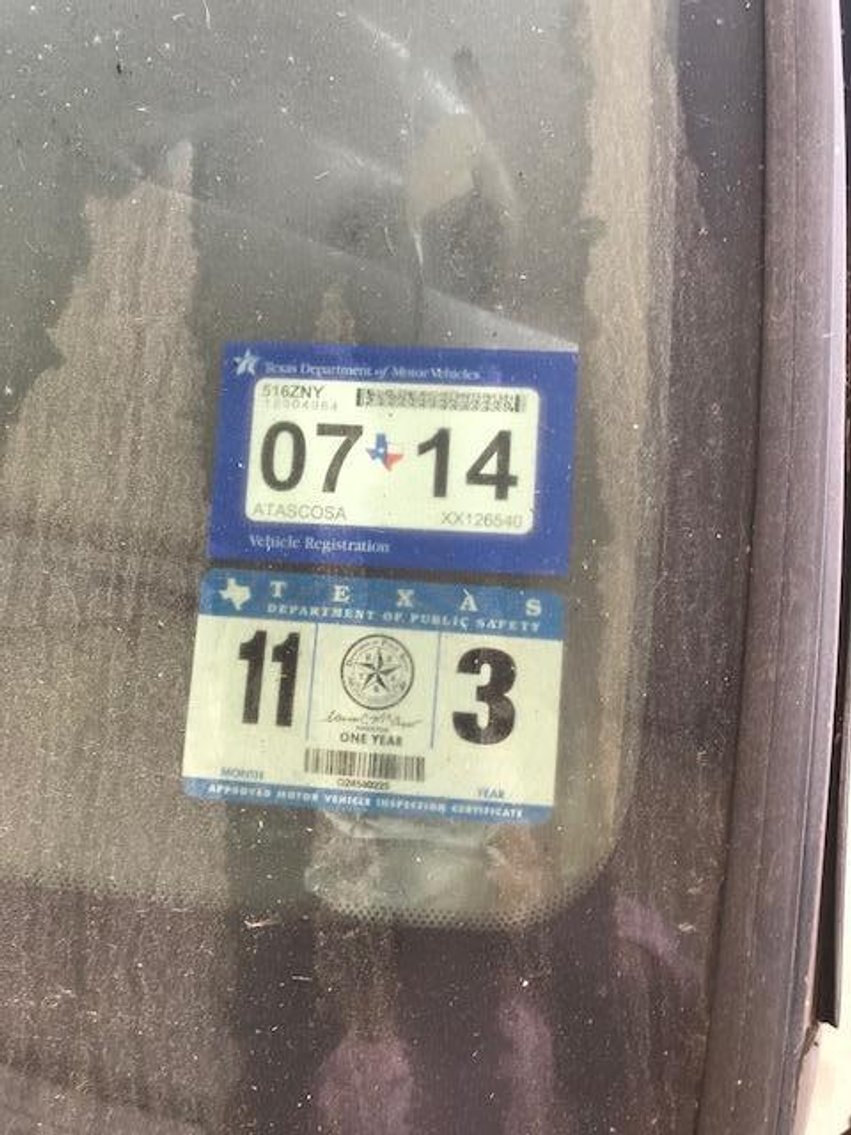 Texas Department of Motor Vehicles
516ZNY
07 14
ATASCOSA XX126540
Vehicle Registration
TEXAS
DEPARTMENT OF PUBLIC SAFETY
11 3
ONE YEAR
MONTH YEAR
APPROVED MOTOR VEHICLE INSPECTION CERTIFICATE